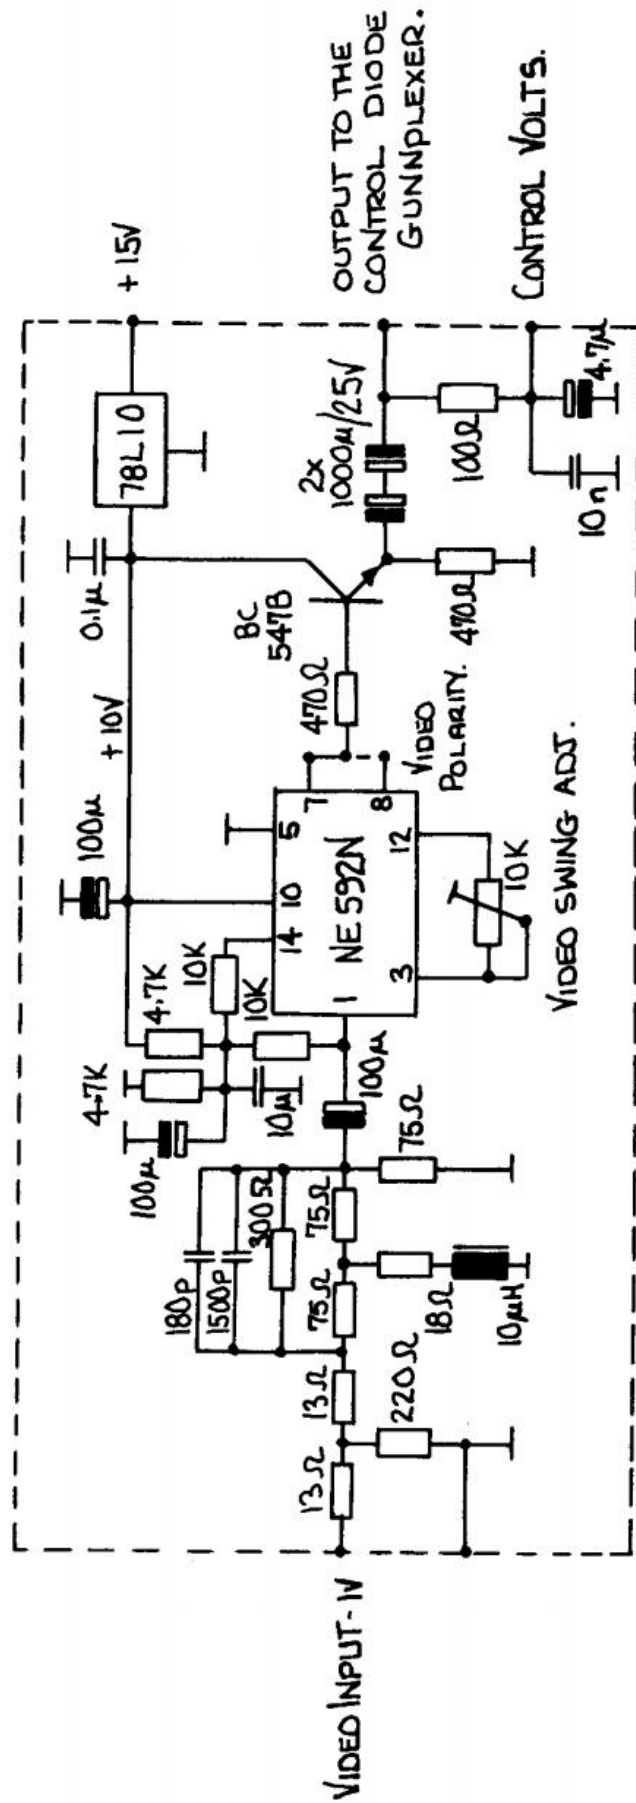 VIDEO INPUT-1V
13Ω
13Ω
220Ω
180p
1500p
300Ω
75Ω
75Ω
18Ω
10µH
75Ω
100µ
4.7K
4.7K
10µ
10K
10K
100µ
100µ
+10V
0.1µ
78L10
+15V
14
10
5
1
NE592N
7
8
3
12
10K
VIDEO SWING ADJ.
VIDEO
POLARITY.
470Ω
BC
547B
470Ω
2x
1000µ/25V
100Ω
10n
4.7µ
OUTPUT TO THE
CONTROL DIODE
GUNNPLEXER.
CONTROL VOLTS.